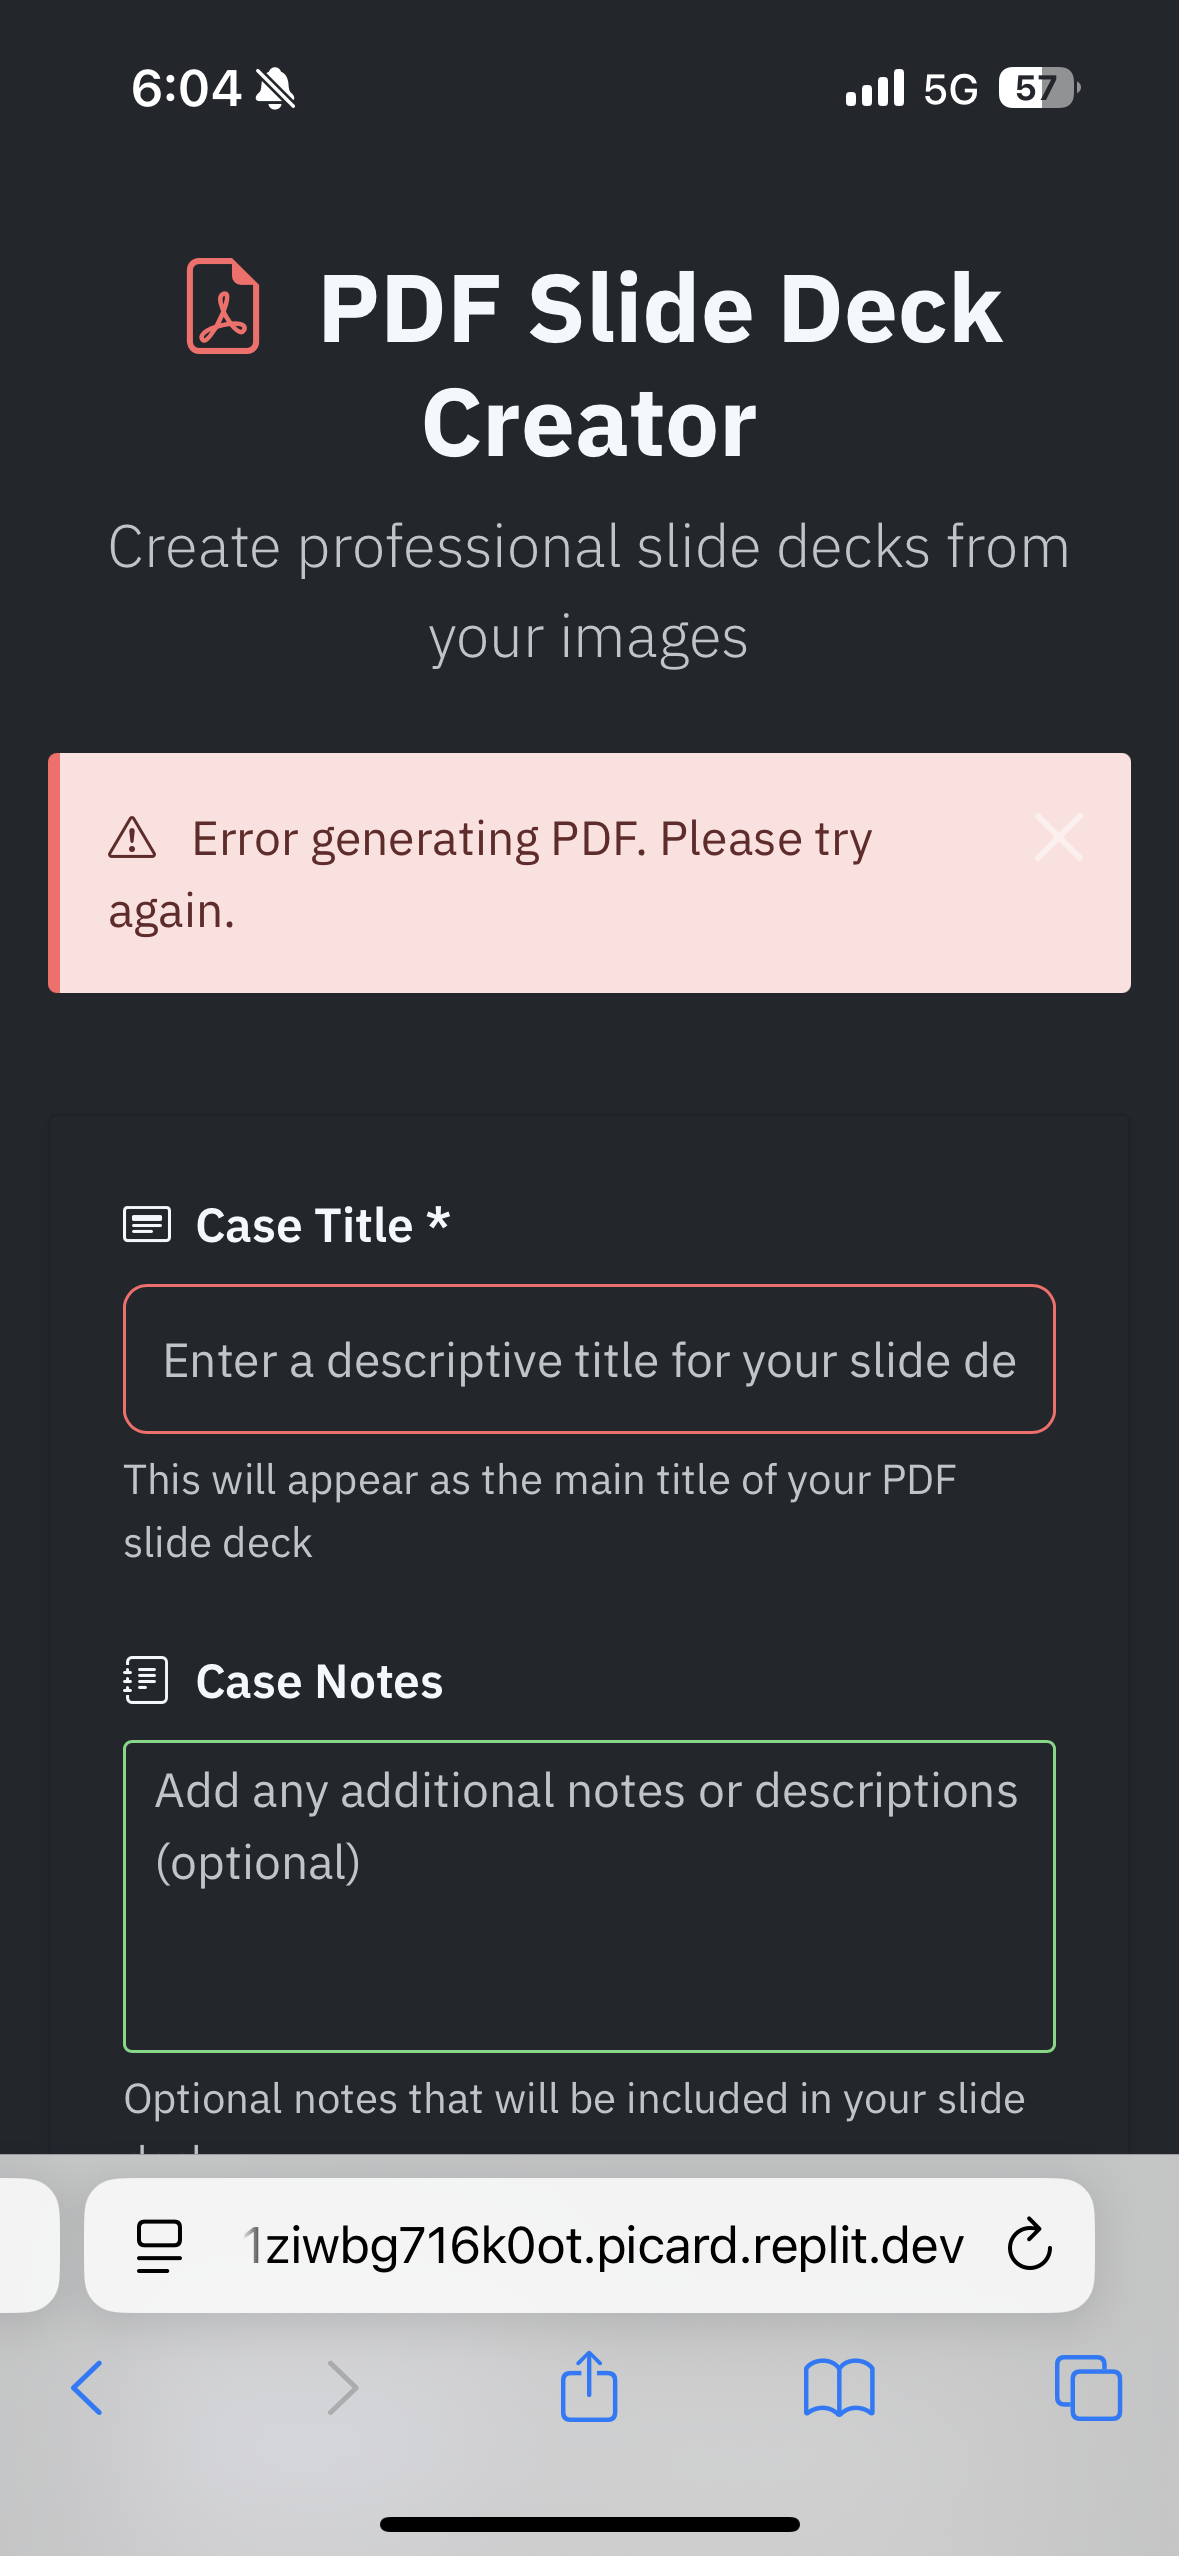 6:04
5G
57
PDF Slide Deck
Creator
Create professional slide decks from
your images
Error generating PDF. Please try
again.
Case Title *
Enter a descriptive title for your slide de
This will appear as the main title of your PDF
slide deck
Case Notes
Add any additional notes or descriptions
(optional)
Optional notes that will be included in your slide
1ziwbg716k0ot.picard.replit.dev